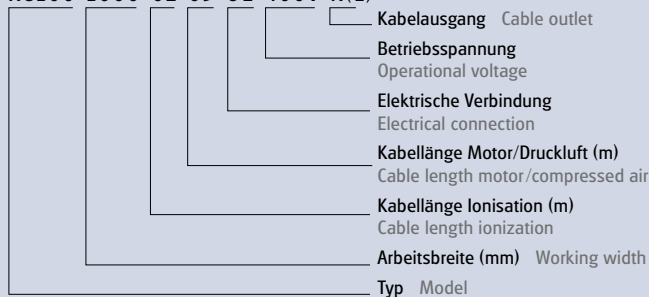 Kabelausgang Cable outlet
Betriebsspannung
Operational voltage
Elektrische Verbindung
Electrical connection
Kabellänge Motor/Druckluft (m)
Cable length motor/compressed air
Kabellänge Ionisation (m)
Cable length ionization
Arbeitsbreite (mm) Working width
Typ Model